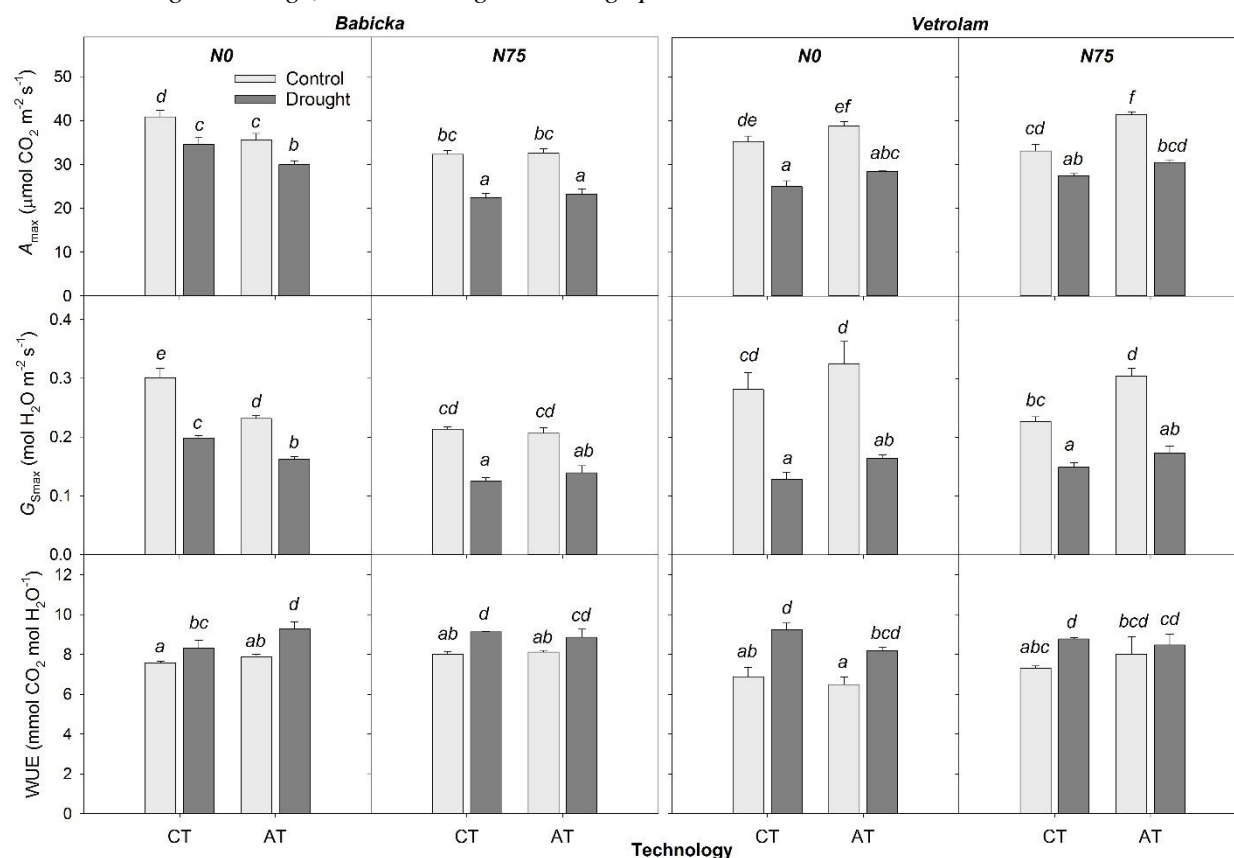 Babicka Vetrolam
N0 N75 N0 N75
Control
Drought
A_max (µmol CO2 m-2 s-1)
50
40
30
20
10
0
d c c b
bc a bc a
de a ef abc
cd ab f bcd
G_Smax (mol H2O m-2 s-1)
0.4
0.3
0.2
0.1
0.0
e c d b
cd a cd ab
cd a d ab
bc a d ab
WUE (mmol CO2 mol H2O-1)
12
10
8
6
4
2
0
a bc ab d
ab d ab cd
ab d a bcd
abc d bcd cd
CT AT CT AT CT AT CT AT
Technology